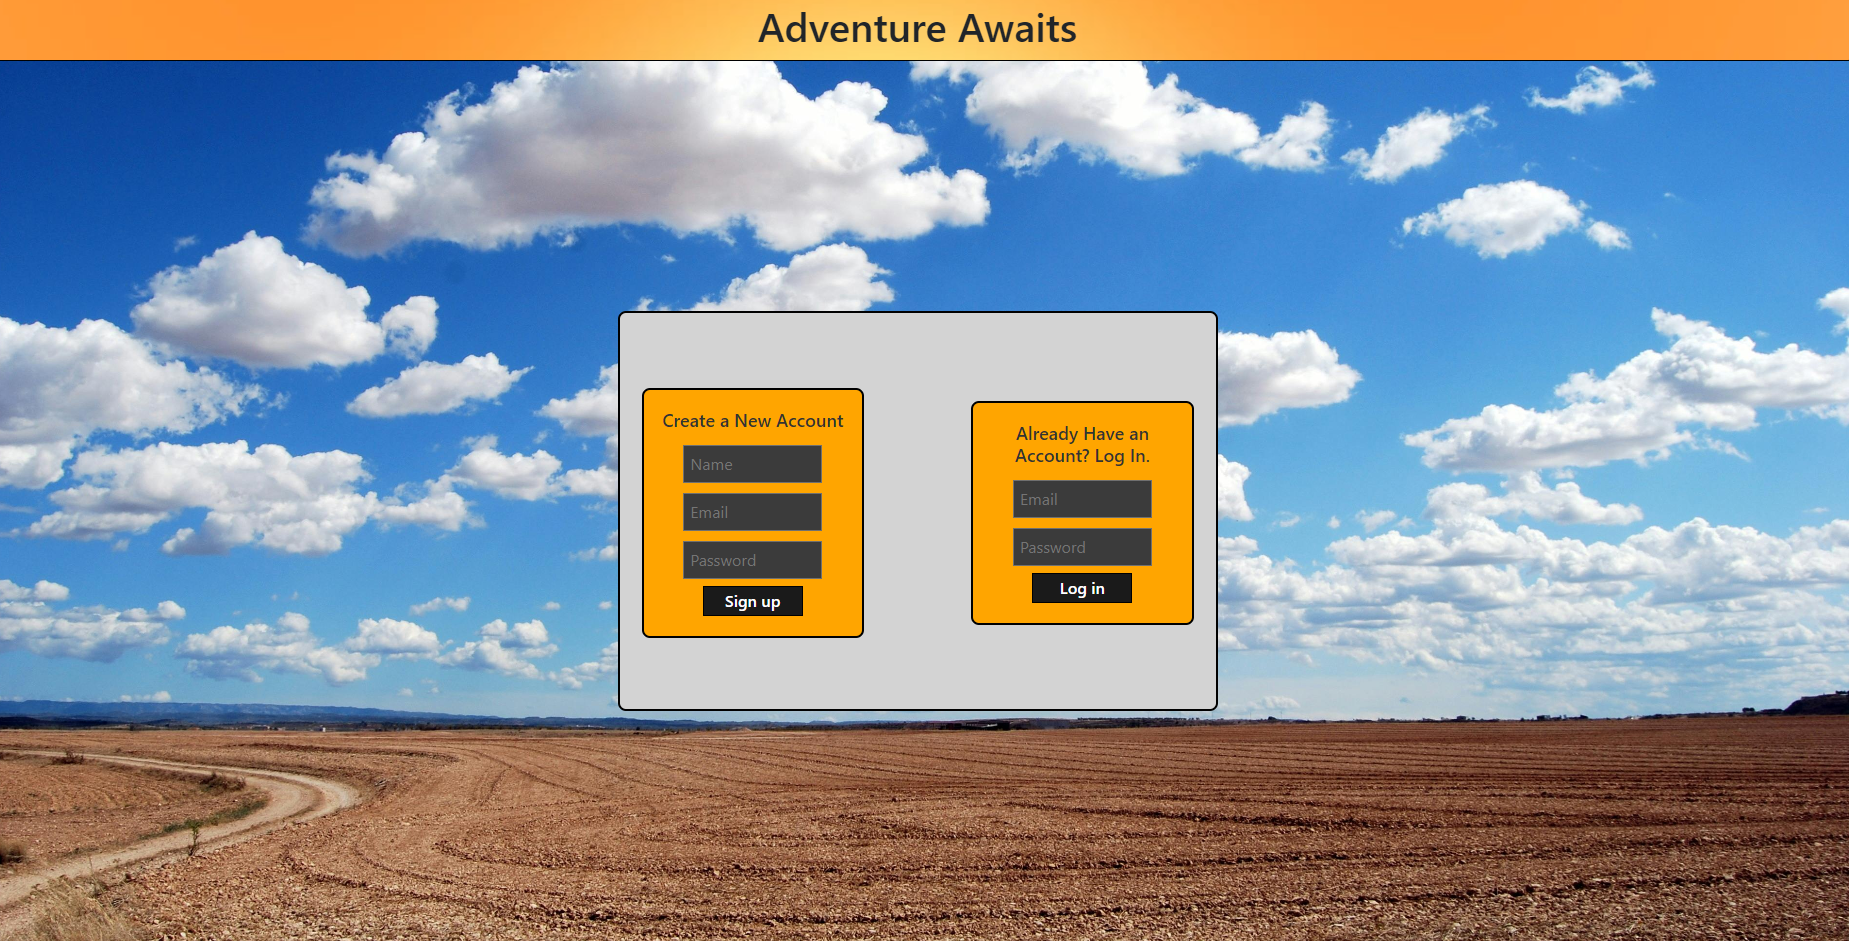 Adventure Awaits
Create a New Account
Name
Email
Password
Sign up
Already Have an
Account? Log In.
Email
Password
Log in